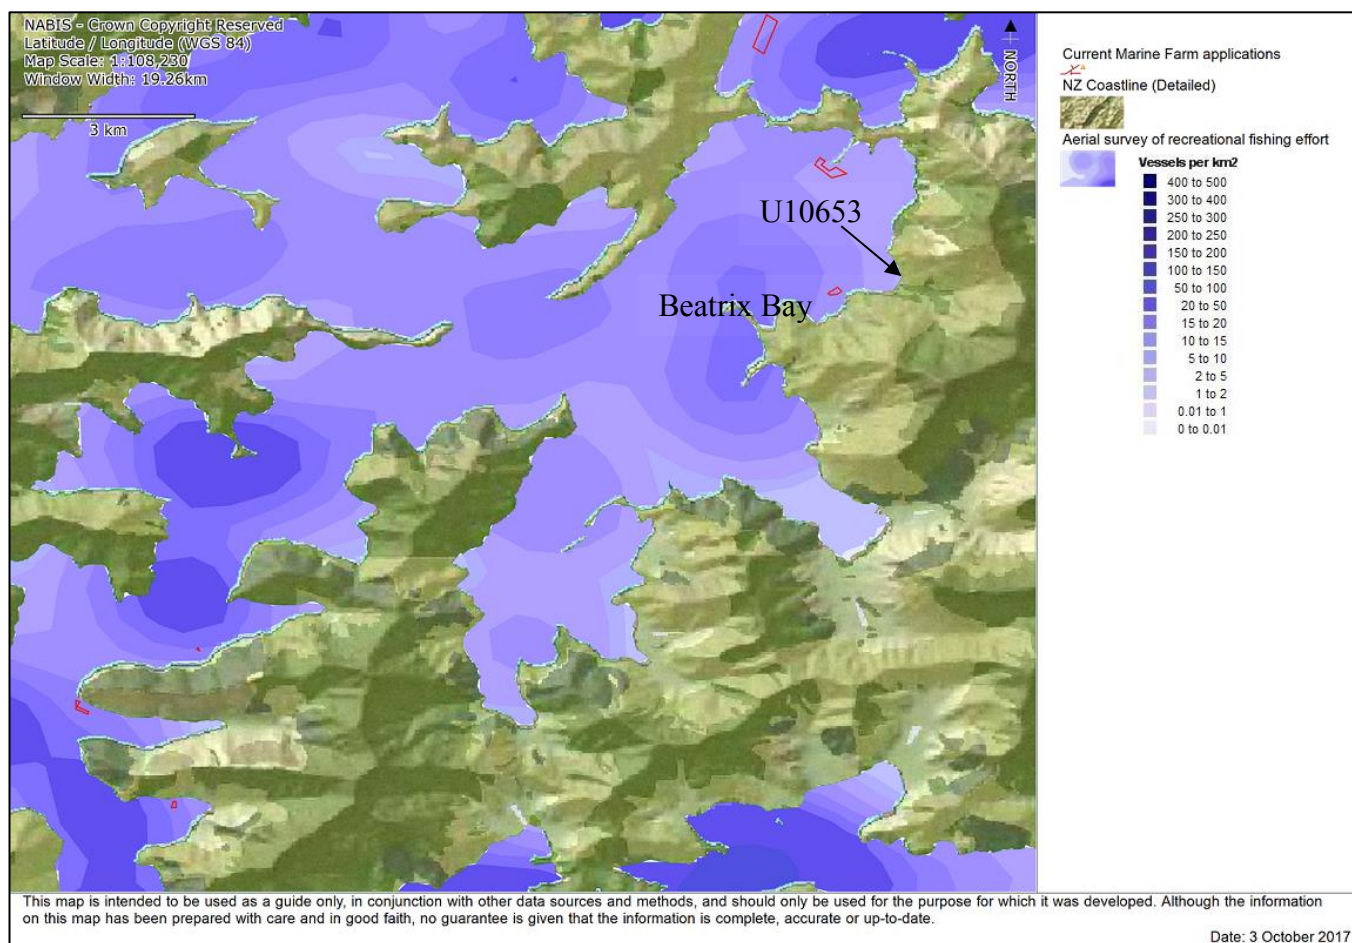 NABIS - Crown Copyright Reserved
Latitude / Longitude (WGS 84)
Map Scale: 1:108,230
Window Width: 19.26km
3 km
NORTH
U10653
Beatrix Bay
Current Marine Farm applications
NZ Coastline (Detailed)
Aerial survey of recreational fishing effort
Vessels per km2
400 to 500
300 to 400
250 to 300
200 to 250
150 to 200
100 to 150
50 to 100
20 to 50
15 to 20
10 to 15
5 to 10
2 to 5
1 to 2
0.01 to 1
0 to 0.01
This map is intended to be used as a guide only, in conjunction with other data sources and methods, and should only be used for the purpose for which it was developed. Although the information
on this map has been prepared with care and in good faith, no guarantee is given that the information is complete, accurate or up-to-date.
Date: 3 October 2017